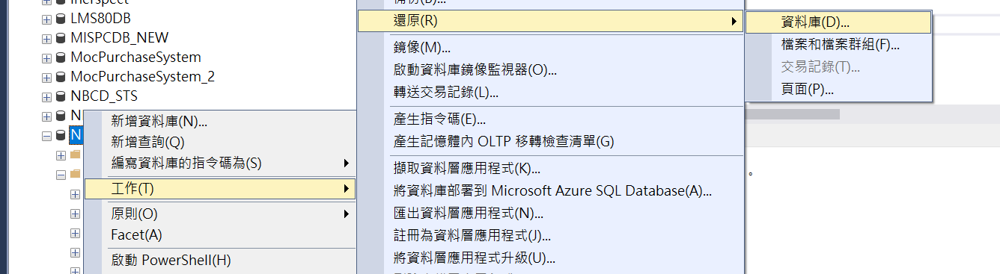 LMS80DB
MISPCDB_NEW
MocPurchaseSystem
MocPurchaseSystem_2
NBCD_STS
N
N
新增資料庫(N)...
新增查詢(Q)
編寫資料庫的指令碼為(S)
工作(T)
原則(O)
Facet(A)
啟動 PowerShell(H)
還原(R)
鏡像(M)...
啟動資料庫鏡像監視器(O)...
轉送交易記錄(L)...
產生指令碼(E)...
產生記憶體內 OLTP 移轉檢查清單(G)
擷取資料層應用程式(K)...
將資料庫部署到 Microsoft Azure SQL Database(A)...
匯出資料層應用程式(N)...
註冊為資料層應用程式(J)...
將資料層應用程式升級(U)...
資料庫(D)...
檔案和檔案群組(F)...
交易記錄(T)...
頁面(P)...
。